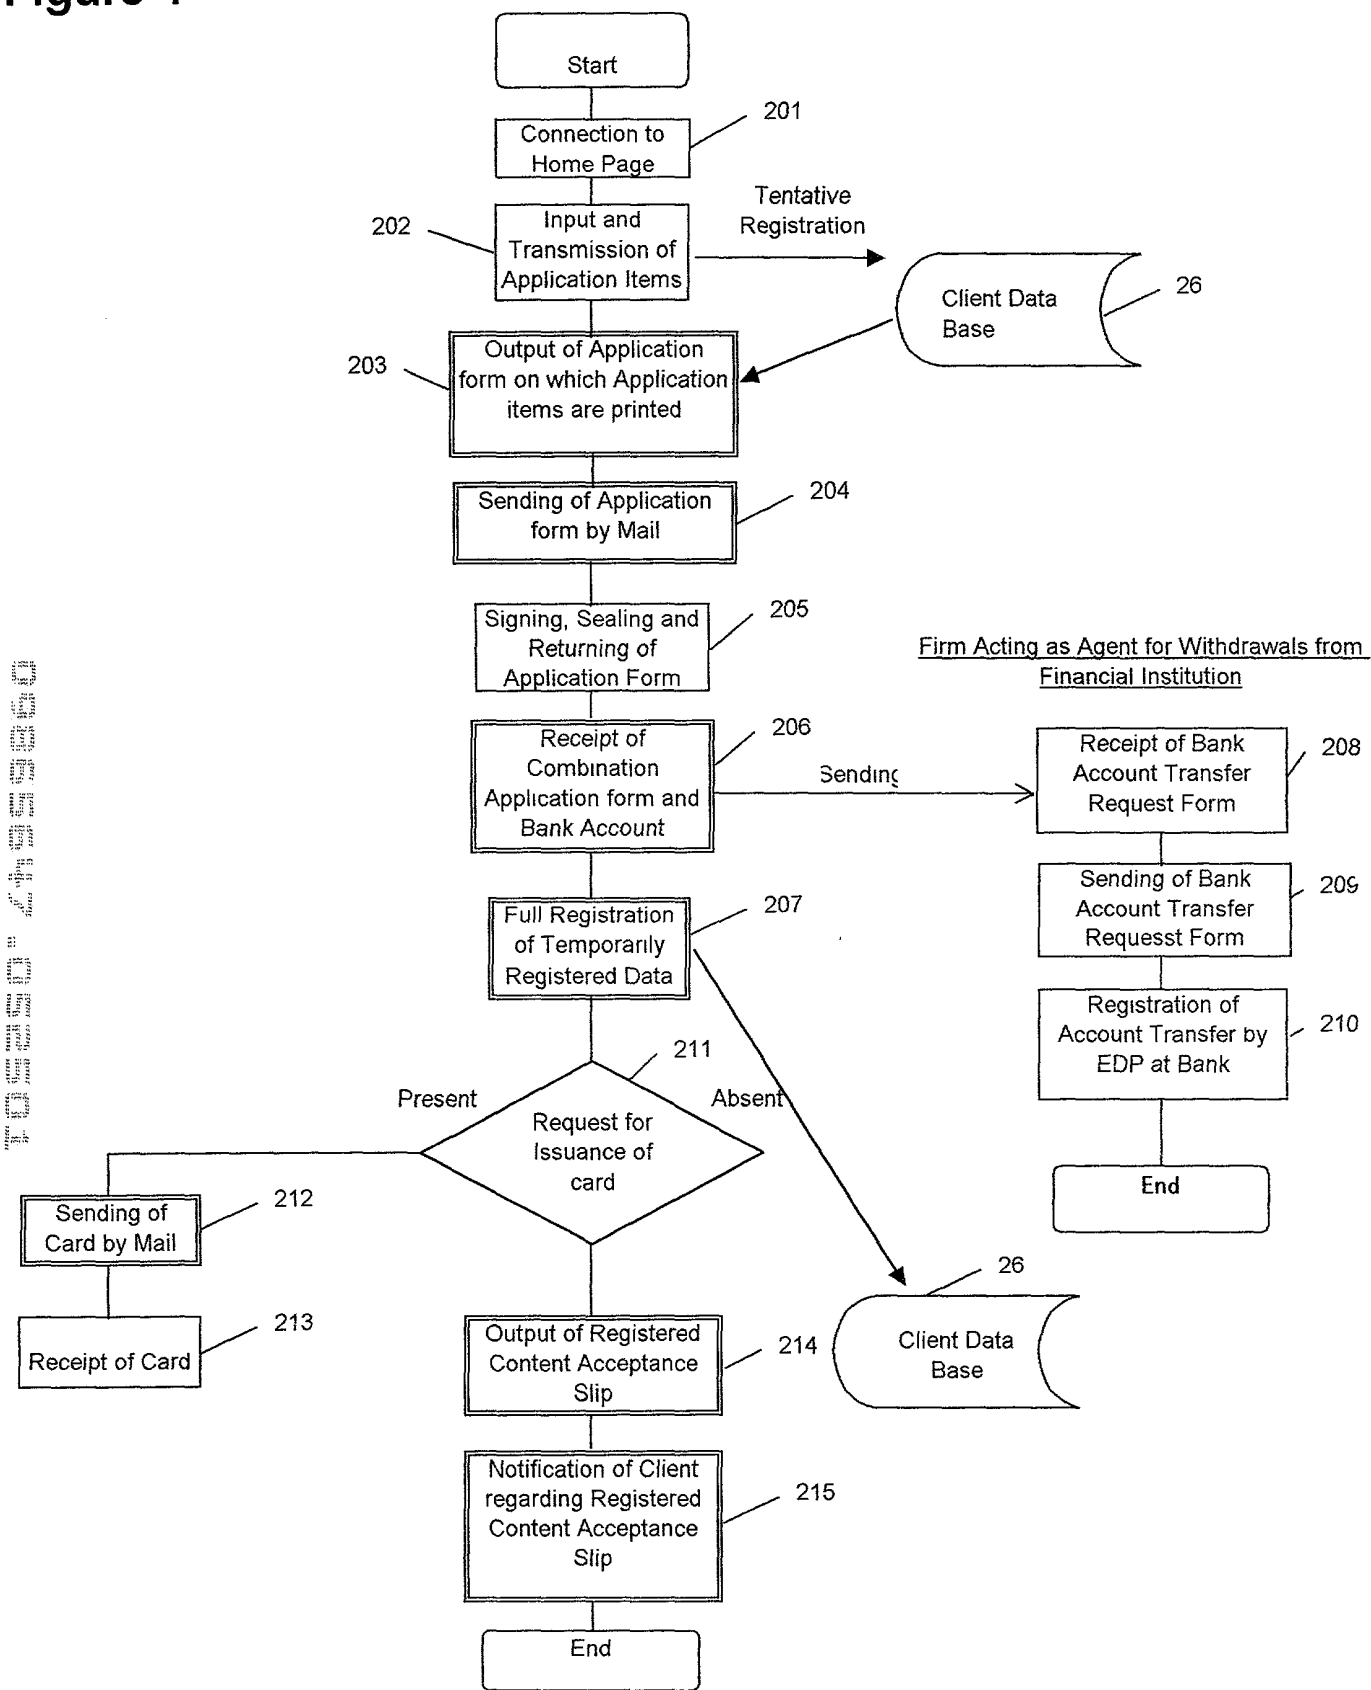 Start
201
Connection to
Home Page
Tentative
Registration
202
Input and
Transmission of
Application Items
Client Data
Base
26
203
Output of Application
form on which Application
items are printed
204
Sending of Application
form by Mail
205
Signing, Sealing and
Returning of
Application Form
Firm Acting as Agent for Withdrawals from
Financial Institution
206
Receipt of
Combination
Application form and
Bank Account
Sending
208
Receipt of Bank
Account Transfer
Request Form
209
Sending of Bank
Account Transfer
Requesst Form
207
Full Registration
of Temporarily
Registered Data
210
Registration of
Account Transfer by
EDP at Bank
211
Present
Absent
Request for
Issuance of
card
End
212
Sending of
Card by Mail
213
Receipt of Card
26
Client Data
Base
214
Output of Registered
Content Acceptance
Slip
215
Notification of Client
regarding Registered
Content Acceptance
Slip
End